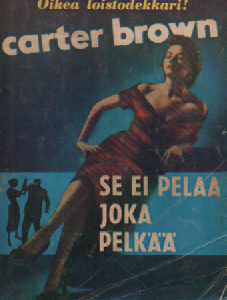 Oikea loistodekkari!
carter brown
SE EI PELAA
JOKA
PELKÄÄ